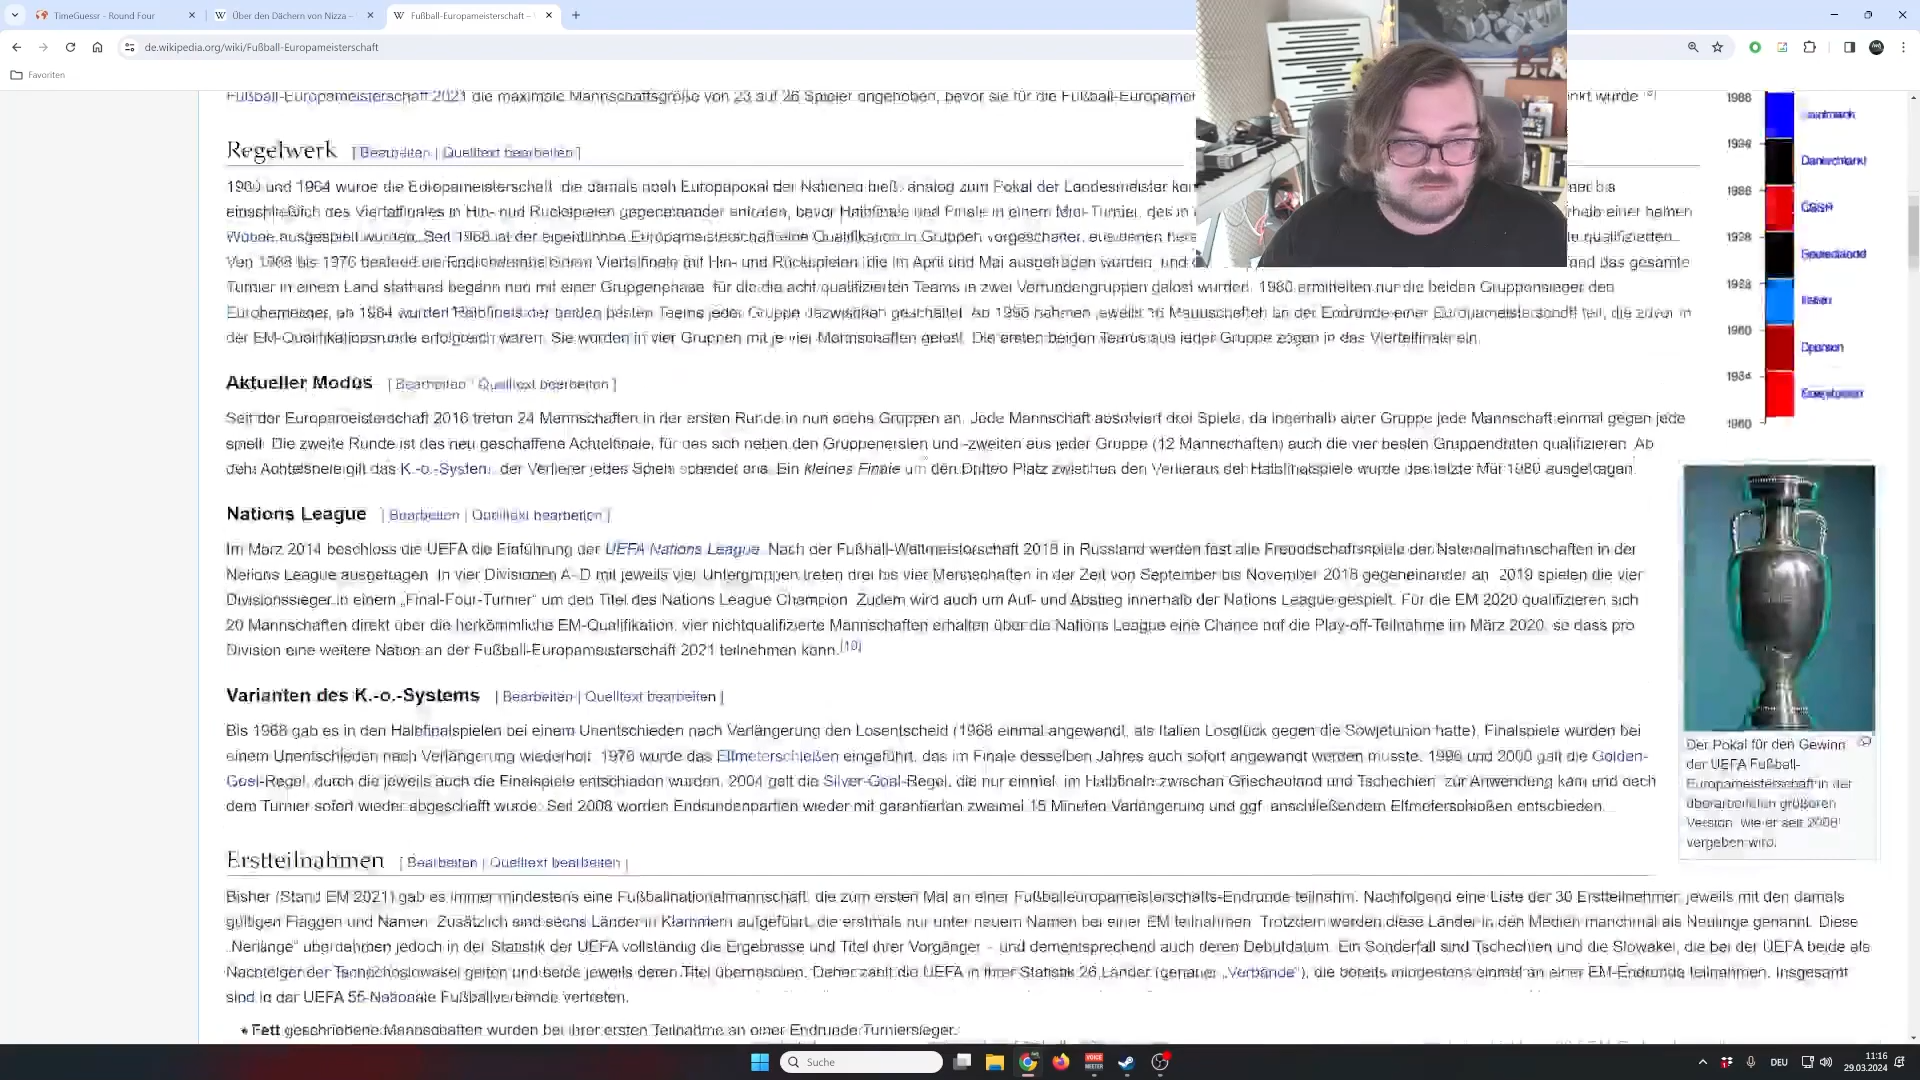 TimeGuessr - Round Four
Über den Dächern von Nizza –
Fußball-Europameisterschaft –
de.wikipedia.org/wiki/Fußball-Europameisterschaft
Favoriten
Fußball-Europameisterschaft 2021 die maximale Mannschaftsgröße von 23 auf 26 Spieler angehoben, bevor sie für die Fußball-Europamei
Regelwerk [ Bearbeiten | Quelltext bearbeiten ]
1960 und 1964 wurde die Europameisterschaft, die damals noch Europapokal der Nationen hieß, analog zum Pokal der Landesmeister
einschließlich des Viertelfinales in Hin- und Rückspielen gegeneinander antraten, bevor Halbfinale und Finale in einem Mini-Turnier, das in
Woche ausgespielt wurden. Seit 1968 ist der eigentlichen Europameisterschaft eine Qualifikation in Gruppen vorgeschaltet, aus denen
Von 1968 bis 1976 bestand die Endrunde einem Viertelfinale mit Hin- und Rückspielen, die im April und Mai ausgetragen wurden, und das gesamte
Turnier in einem Land statt und begann nun mit einer Gruppenphase, für die die acht qualifizierten Teams in zwei Vorrundengruppen gelost wurden. 1980 ermittelten nur die beiden Gruppensieger den
Europameister, ab 1984 wurden Halbfinals der beiden besten Teams jeder Gruppe dazwischen geschaltet. Ab 1996 nahmen jeweils 16 Mannschaften an der Endrunde einer Europameisterschaft teil, die zuvor in
der EM-Qualifikationsrunde erfolgreich waren. Sie wurden in vier Gruppen mit je vier Mannschaften gelost. Die ersten beiden Teams aus jeder Gruppe zogen in das Viertelfinale ein.
Aktueller Modus [ Bearbeiten | Quelltext bearbeiten ]
Seit der Europameisterschaft 2016 treten 24 Mannschaften in der ersten Runde in nun sechs Gruppen an. Jede Mannschaft absolviert drei Spiele, da innerhalb einer Gruppe jede Mannschaft einmal gegen jede
spielt. Die zweite Runde ist das neu geschaffene Achtelfinale, für das sich neben den Gruppenersten und -zweiten aus jeder Gruppe (12 Mannschaften) auch die vier besten Gruppendritten qualifizieren. Ab
dem Achtelfinale gilt das K.-o.-System, der Verlierer jedes Spiels scheidet aus. Ein kleines Finale um den Dritten Platz zwischen den Verlierern der Halbfinalspiele wurde das letzte Mal 1980 ausgetragen.
Nations League [ Bearbeiten | Quelltext bearbeiten ]
Im März 2014 beschloss die UEFA die Einführung der UEFA Nations League. Nach der Fußball-Weltmeisterschaft 2018 in Russland werden fast alle Freundschaftsspiele der Nationalmannschaften in der
Nations League ausgetragen. In vier Divisionen A–D mit jeweils vier Untergruppen treten drei bis vier Mannschaften in der Zeit von September bis November 2018 gegeneinander an. 2019 spielen die vier
Divisionssieger in einem „Final-Four-Turnier“ um den Titel des Nations League Champion. Zudem wird auch um Auf- und Abstieg innerhalb der Nations League gespielt. Für die EM 2020 qualifizieren sich
20 Mannschaften direkt über die herkömmliche EM-Qualifikation, vier nichtqualifizierte Mannschaften erhalten über die Nations League eine Chance auf die Play-off-Teilnahme im März 2020, so dass pro
Division eine weitere Nation an der Fußball-Europameisterschaft 2021 teilnehmen kann.[10]
Varianten des K.-o.-Systems [ Bearbeiten | Quelltext bearbeiten ]
Bis 1968 gab es in den Halbfinalspielen bei einem Unentschieden nach Verlängerung den Losentscheid (1968 einmal angewandt, als Italien Losglück gegen die Sowjetunion hatte), Finalspiele wurden bei
einem Unentschieden nach Verlängerung wiederholt. 1976 wurde das Elfmeterschießen eingeführt, das im Finale desselben Jahres auch sofort angewandt werden musste. 1996 und 2000 galt die Golden-
Goal-Regel, durch die jeweils auch die Finalspiele entschieden wurden. 2004 galt die Silver-Goal-Regel, die nur einmal, im Halbfinale zwischen Griechenland und Tschechien, zur Anwendung kam und nach
dem Turnier sofort wieder abgeschafft wurde. Seit 2008 werden Endrundenpartien wieder mit garantierten zweimal 15 Minuten Verlängerung und ggf. anschließendem Elfmeterschießen entschieden.
Erstteilnahmen [ Bearbeiten | Quelltext bearbeiten ]
Bisher (Stand EM 2021) gab es immer mindestens eine Fußballnationalmannschaft, die zum ersten Mal an einer Fußballeuropameisterschafts-Endrunde teilnahm. Nachfolgend eine Liste der 30 Erstteilnehmer, jeweils mit den damals
gültigen Flaggen und Namen. Zusätzlich sind sechs Länder in Klammern aufgeführt, die erstmals nur unter neuem Namen bei einer EM teilnahmen. Trotzdem werden diese Länder in den Medien manchmal als Neulinge genannt. Diese
„Neulinge“ übernahmen jedoch in der Statistik der UEFA vollständig die Ergebnisse und Titel ihrer Vorgänger – und dementsprechend auch deren Debütdatum. Ein Sonderfall sind Tschechien und die Slowakei, die bei der UEFA beide als
Nachfolger der Tschechoslowakei gelten und beide jeweils deren Titel übernahmen. Daher zählt die UEFA in ihrer Statistik 26 Länder (genauer „Verbände“), die bereits mindestens einmal an einer EM-Endrunde teilnahmen. Insgesamt
sind in der UEFA 55 Nationale Fußballverbände vertreten.
• Fett geschriebene Mannschaften wurden bei ihrer ersten Teilnahme an einer Endrunde Turniersieger.
1960
Der Pokal für den Gewinn
der UEFA Fußball-
Europameisterschaft in der
überarbeiteten größeren
Version, wie er seit 2008
vergeben wird.
Suche
VOICE
MEETER
DEU
11:16
29.03.2024